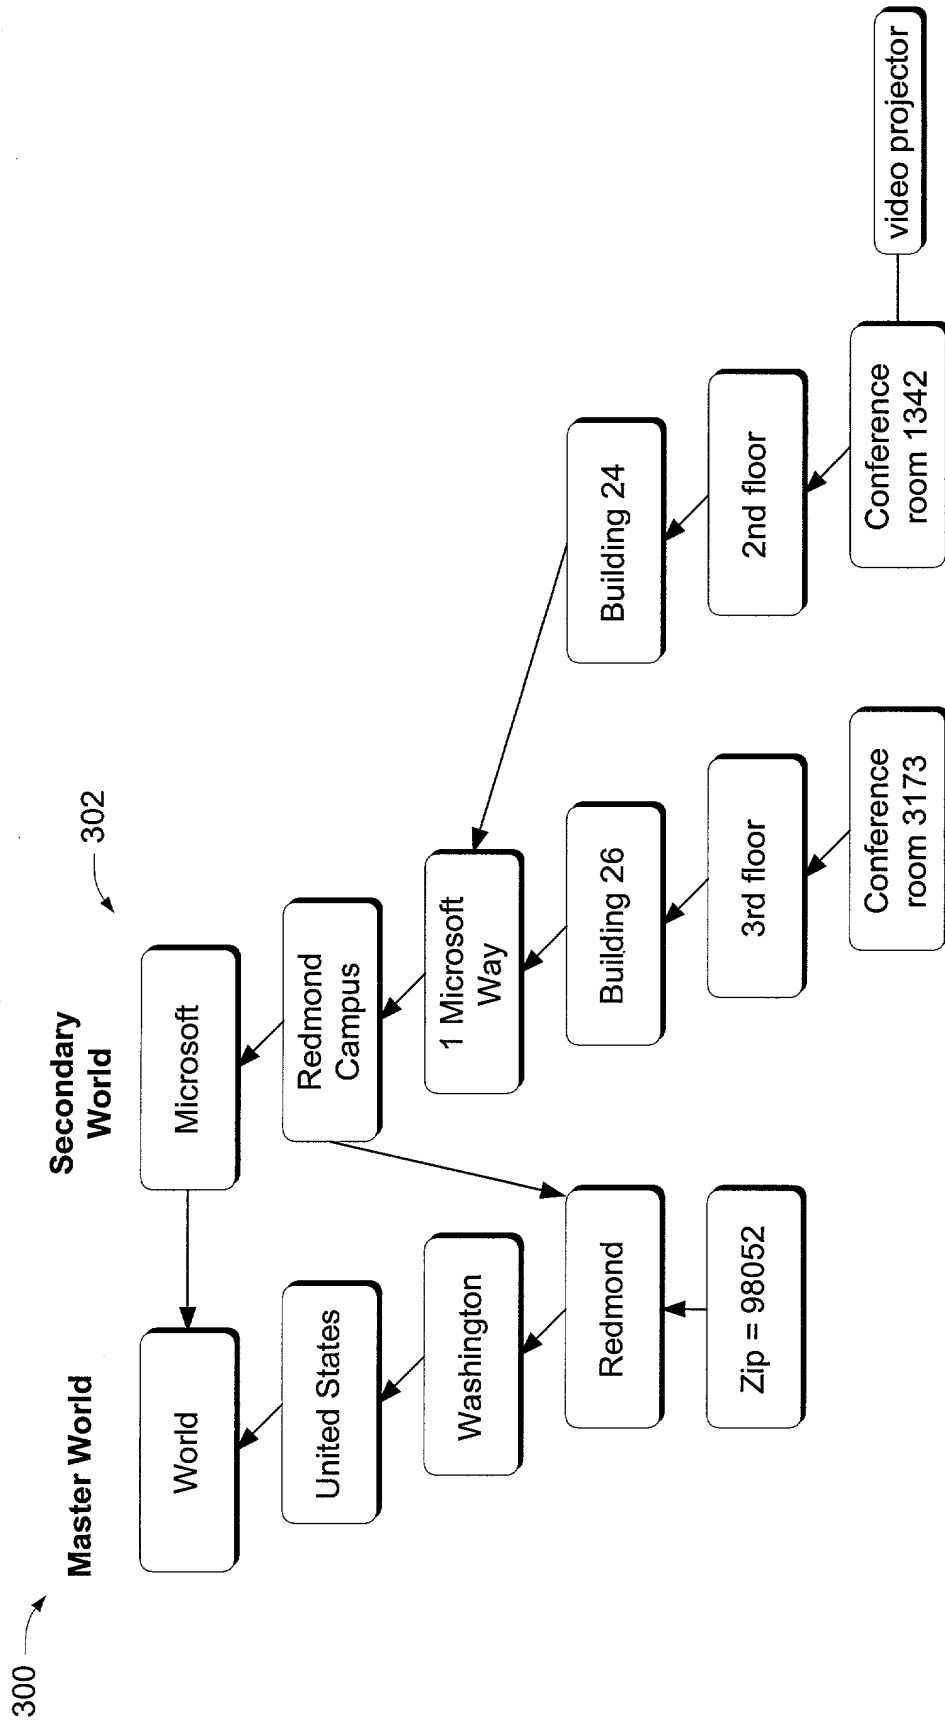 300
Master World
Secondary
World
302
World
Microsoft
United States
Redmond
Campus
Washington
1 Microsoft
Way
Redmond
Building 26
Building 24
Zip = 98052
3rd floor
2nd floor
Conference
room 3173
Conference
room 1342
video projector